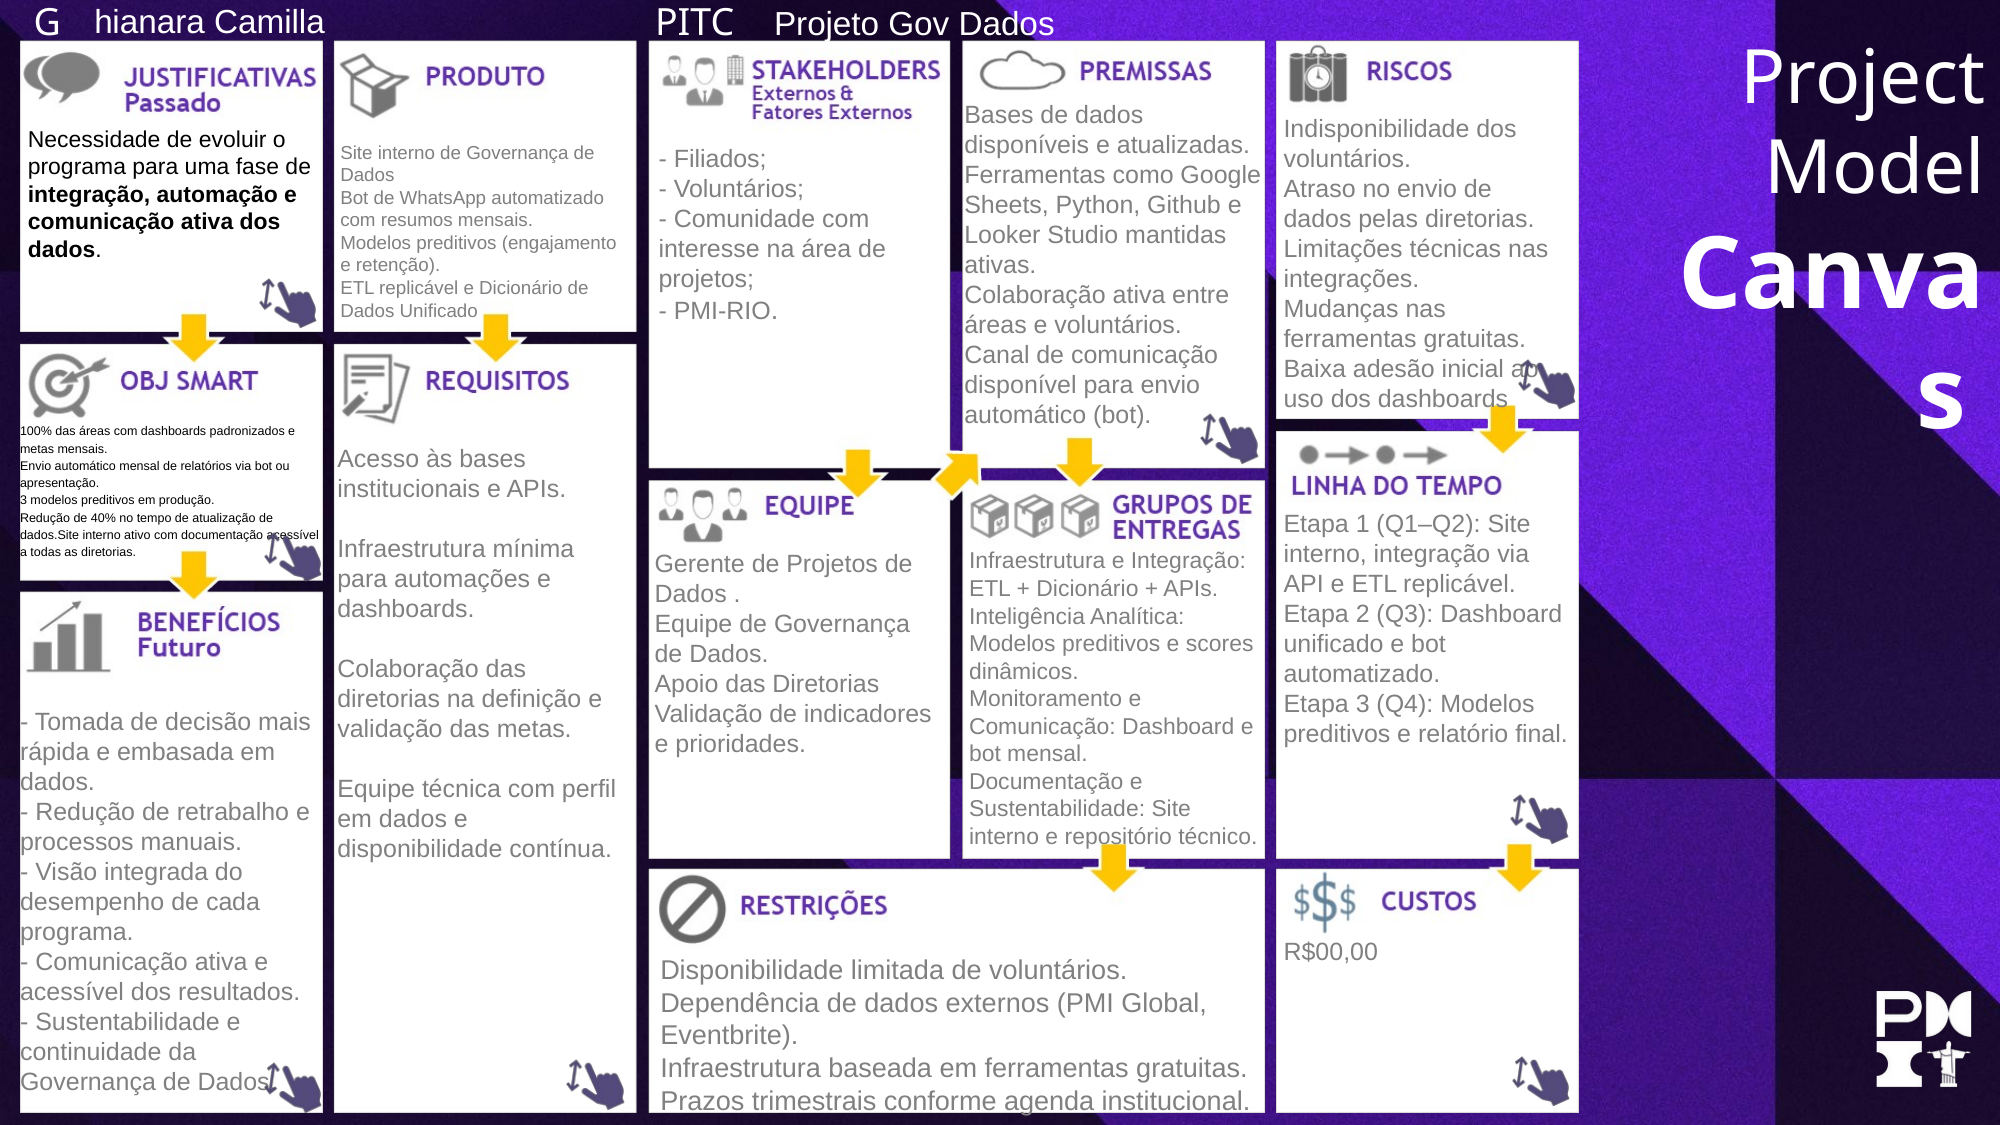 G hianara Camilla
PITC Projeto Gov Dados
JUSTIFICATIVAS
Passado
Necessidade de evoluir o
programa para uma fase de
integração, automação e
comunicação ativa dos
dados.
OBJ SMART
100% das áreas com dashboards padronizados e
metas mensais.
Envio automático mensal de relatórios via bot ou
apresentação.
3 modelos preditivos em produção.
Redução de 40% no tempo de atualização de
dados.Site interno ativo com documentação acessível
a todas as diretorias.
BENEFÍCIOS
Futuro
- Tomada de decisão mais
rápida e embasada em
dados.
- Redução de retrabalho e
processos manuais.
- Visão integrada do
desempenho de cada
programa.
- Comunicação ativa e
acessível dos resultados.
- Sustentabilidade e
continuidade da
Governança de Dados
PRODUTO
Site interno de Governança de
Dados
Bot de WhatsApp automatizado
com resumos mensais.
Modelos preditivos (engajamento
e retenção).
ETL replicável e Dicionário de
Dados Unificado
REQUISITOS
Acesso às bases
institucionais e APIs.
Infraestrutura mínima
para automações e
dashboards.
Colaboração das
diretorias na definição e
validação das metas.
Equipe técnica com perfil
em dados e
disponibilidade contínua.
STAKEHOLDERS
Externos &
Fatores Externos
- Filiados;
- Voluntários;
- Comunidade com
interesse na área de
projetos;
- PMI-RIO.
EQUIPE
Gerente de Projetos de
Dados .
Equipe de Governança
de Dados.
Apoio das Diretorias
Validação de indicadores
e prioridades.
PREMISSAS
Bases de dados
disponíveis e atualizadas.
Ferramentas como Google
Sheets, Python, Github e
Looker Studio mantidas
ativas.
Colaboração ativa entre
áreas e voluntários.
Canal de comunicação
disponível para envio
automático (bot).
GRUPOS DE
ENTREGAS
Infraestrutura e Integração:
ETL + Dicionário + APIs.
Inteligência Analítica:
Modelos preditivos e scores
dinâmicos.
Monitoramento e
Comunicação: Dashboard e
bot mensal.
Documentação e
Sustentabilidade: Site
interno e repositório técnico.
RESTRIÇÕES
Disponibilidade limitada de voluntários.
Dependência de dados externos (PMI Global,
Eventbrite).
Infraestrutura baseada em ferramentas gratuitas.
Prazos trimestrais conforme agenda institucional.
RISCOS
Indisponibilidade dos
voluntários.
Atraso no envio de
dados pelas diretorias.
Limitações técnicas nas
integrações.
Mudanças nas
ferramentas gratuitas.
Baixa adesão inicial ao
uso dos dashboards
LINHA DO TEMPO
Etapa 1 (Q1–Q2): Site
interno, integração via
API e ETL replicável.
Etapa 2 (Q3): Dashboard
unificado e bot
automatizado.
Etapa 3 (Q4): Modelos
preditivos e relatório final.
CUSTOS
$$$
R$00,00
Project
Model
Canva
s
PM
I